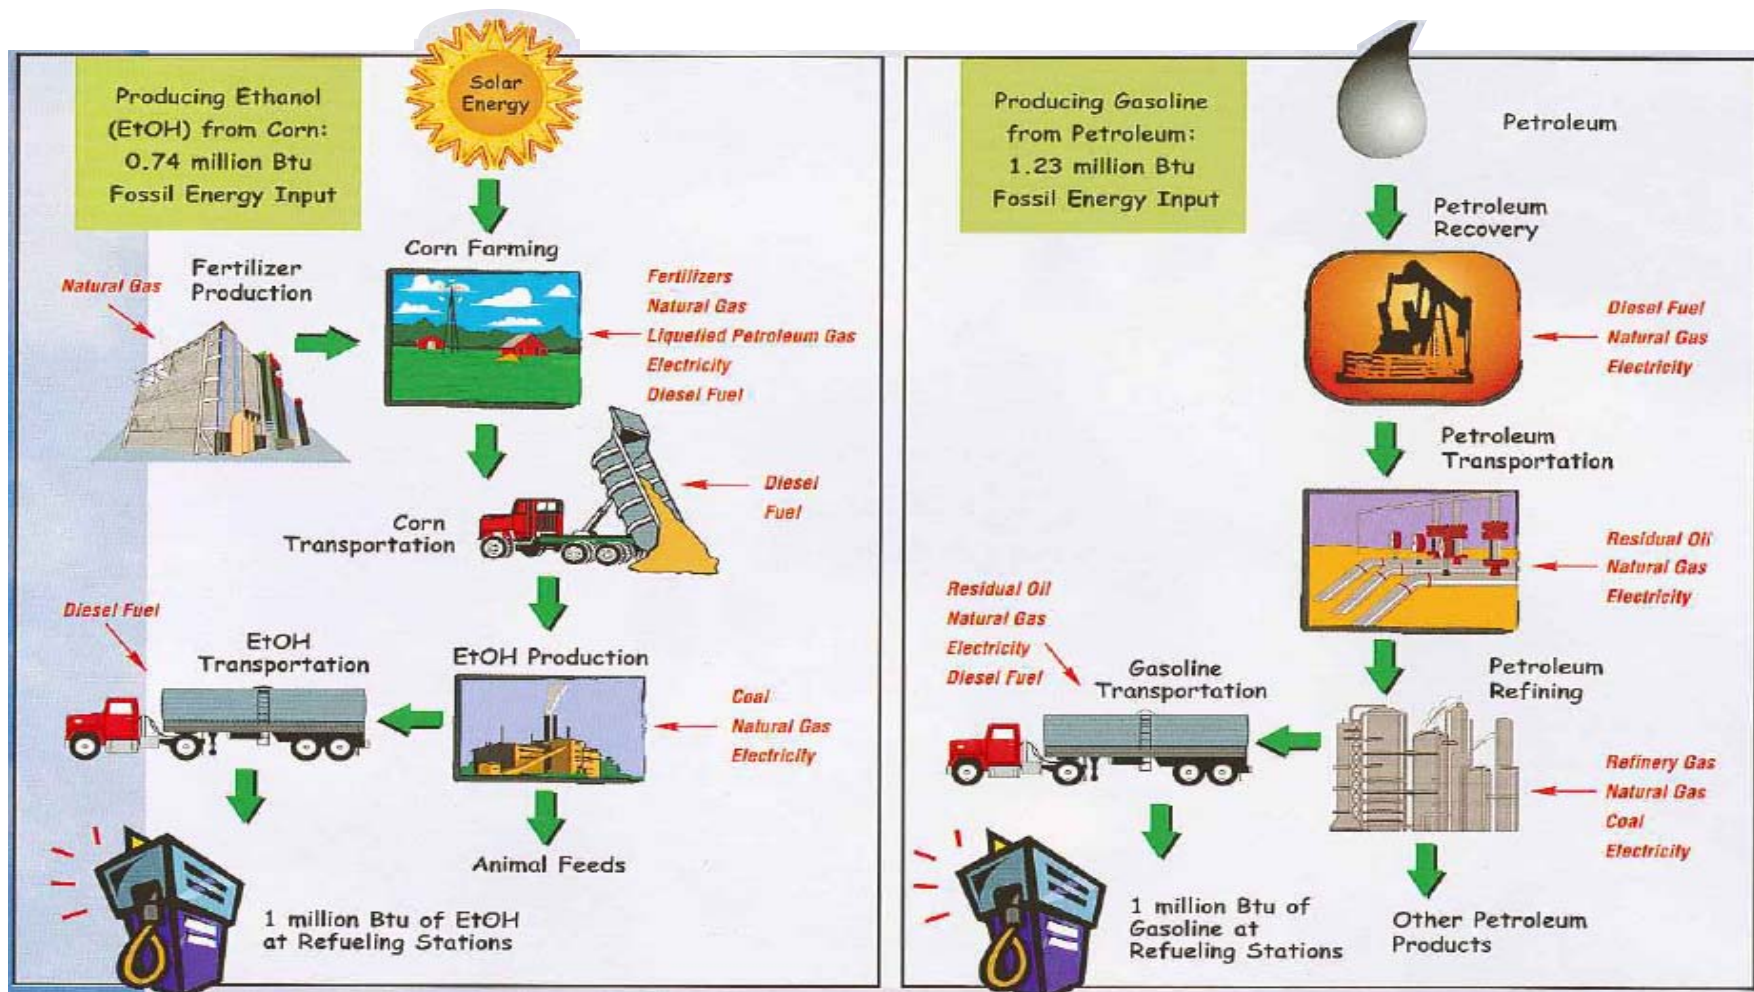 Producing Ethanol
(EtOH) from Corn:
0.74 million Btu
Fossil Energy Input
Solar
Energy
Corn Farming
Fertilizer
Production
Natural Gas
Fertilizers
Natural Gas
Liquefied Petroleum Gas
Electricity
Diesel Fuel
Corn
Transportation
Diesel
Fuel
Diesel Fuel
EtOH
Transportation
EtOH Production
Coal
Natural Gas
Electricity
Animal Feeds
1 million Btu of EtOH
at Refueling Stations
Producing Gasoline
from Petroleum:
1.23 million Btu
Fossil Energy Input
Petroleum
Petroleum
Recovery
Diesel Fuel
Natural Gas
Electricity
Petroleum
Transportation
Residual Oil
Natural Gas
Electricity
Residual Oil
Natural Gas
Electricity
Diesel Fuel
Gasoline
Transportation
Petroleum
Refining
Refinery Gas
Natural Gas
Coal
Electricity
1 million Btu of
Gasoline at
Refueling Stations
Other Petroleum
Products